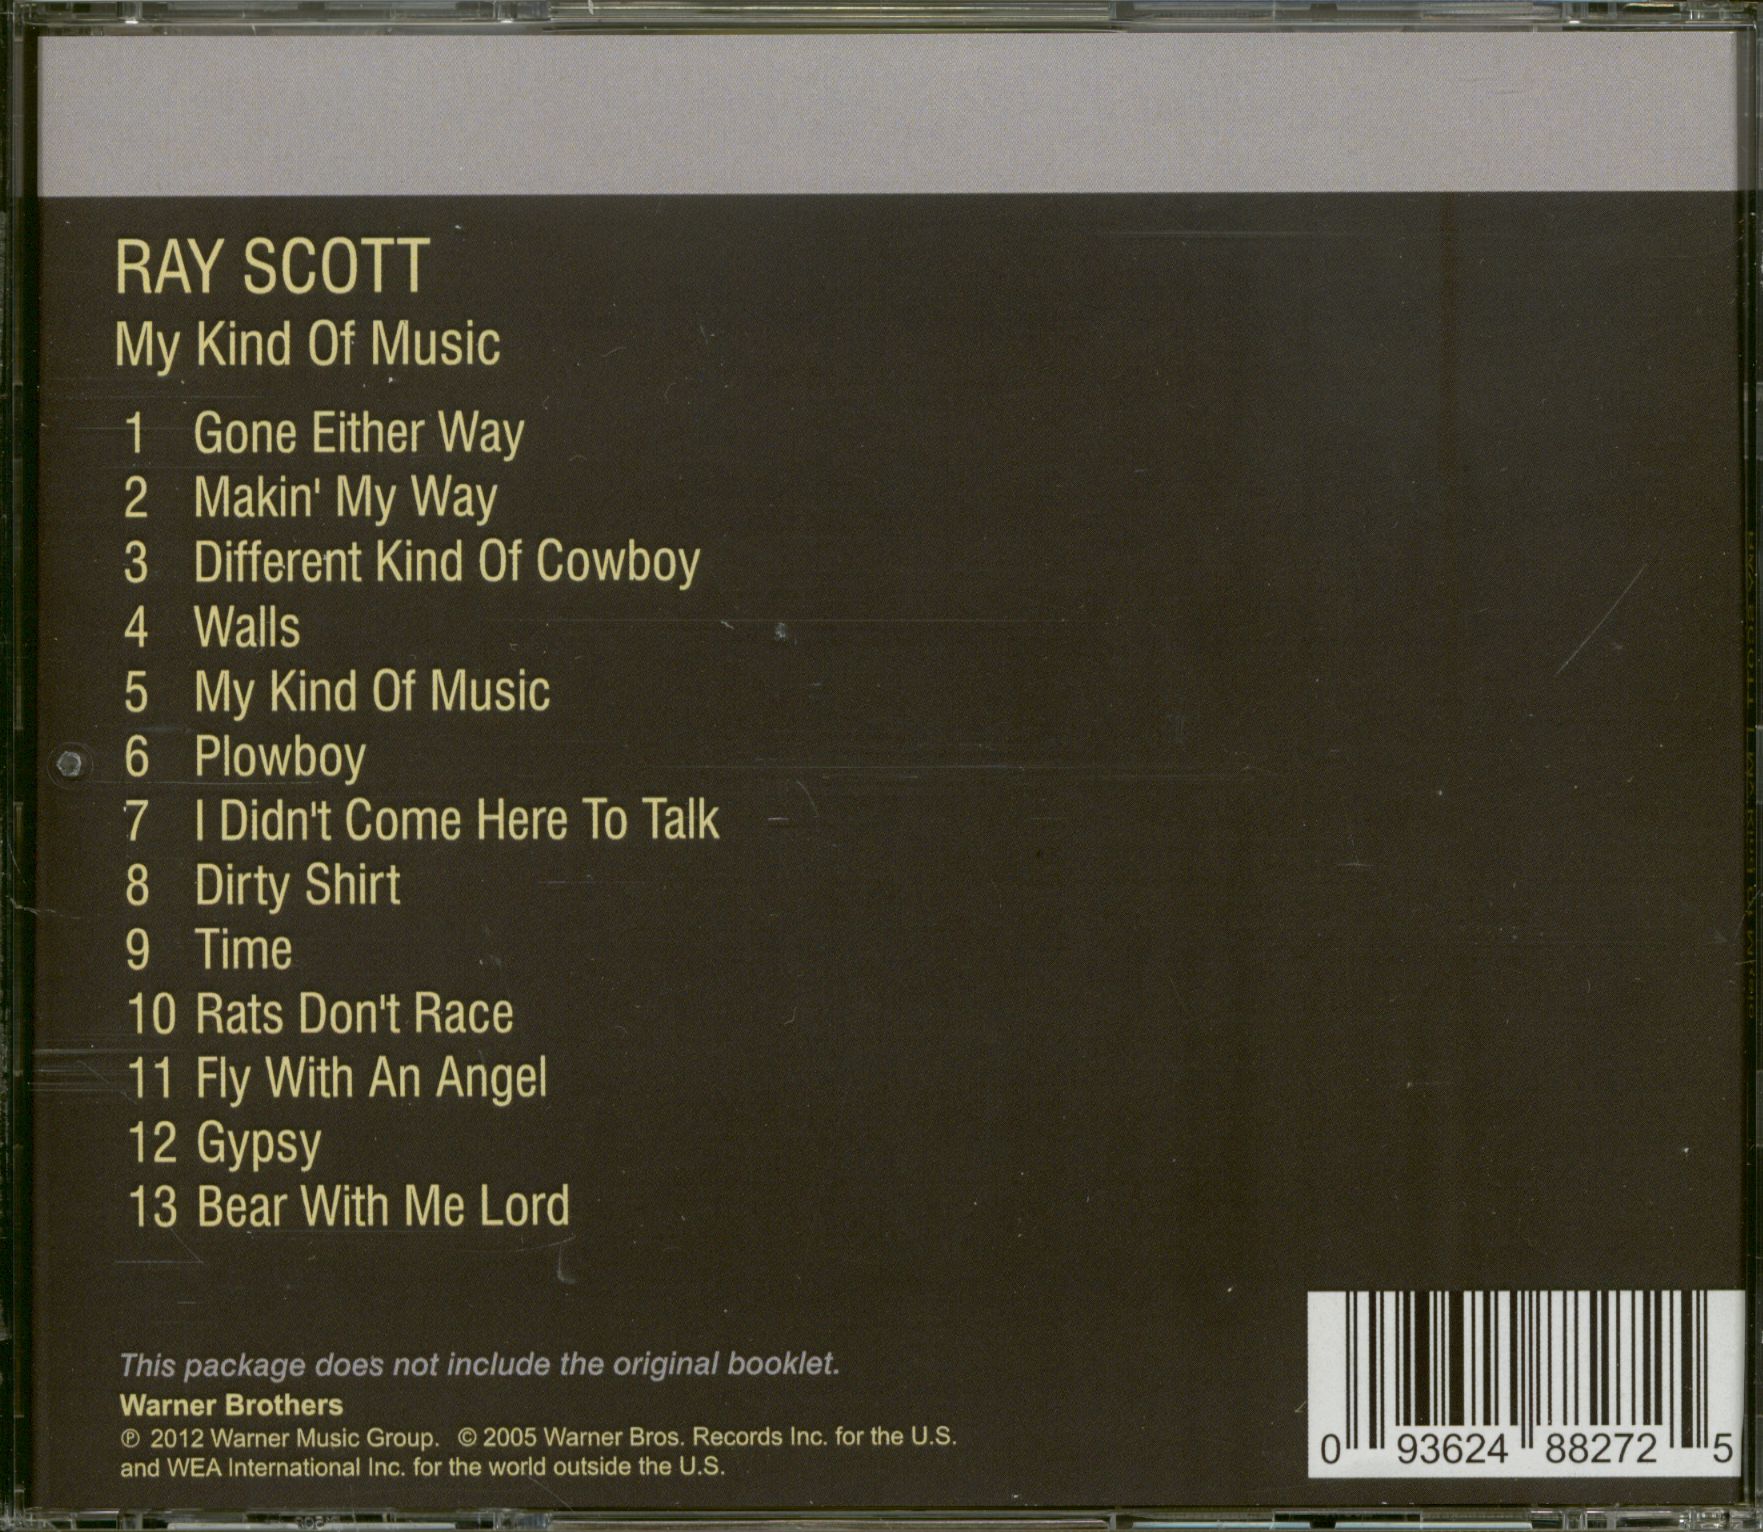 RAY SCOTT
My Kind Of Music
1 Gone Either Way
2 Makin' My Way
3 Different Kind Of Cowboy
4 Walls
5 My Kind Of Music
6 Plowboy
7 I Didn't Come Here To Talk
8 Dirty Shirt
9 Time
10 Rats Don't Race
11 Fly With An Angel
12 Gypsy
13 Bear With Me Lord
This package does not include the original booklet.
Warner Brothers
℗ 2012 Warner Music Group. © 2005 Warner Bros. Records Inc. for the U.S.
and WEA International Inc. for the world outside the U.S.
0 93624 88272 5